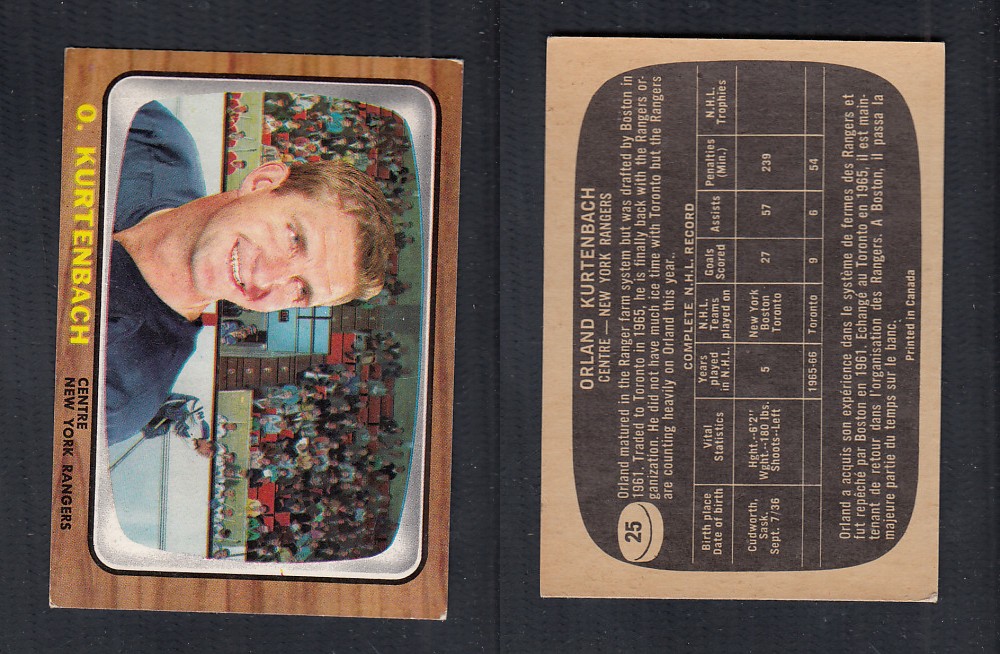 O. KURTENBACH
CENTRE
NEW YORK RANGERS
ORLAND KURTENBACH
CENTRE — NEW YORK RANGERS
Orland matured in the Ranger farm system but was drafted by Boston in
1961. Traded to Toronto in 1965, he is finally back with the Rangers or-
ganization. He did not have much ice time with Toronto but the Rangers
are counting heavily on Orland this year.
25
COMPLETE N.H.L. RECORD
Birth place
Date of birth
Vital
Statistics
Years
played
in N.H.L.
N.H.L.
Teams
played on
Goals
Scored
Assists
Penalties
(Min.)
N.H.L.
Trophies
Cudworth,
Sask.
Sept. 7/36
Hght.-6'2"
Wght.-180 lbs.
Shoots-Left
5
New York
Boston
Toronto
27
57
239
1965-66
Toronto
9
6
54
Orland a acquis son expérience dans le système de fermes des Rangers et
fut repêché par Boston en 1961. Echangé au Toronto en 1965, il est main-
tenant de retour dans l'organisation des Rangers. A Boston, il passa la
majeure partie du temps sur le banc.
Printed in Canada